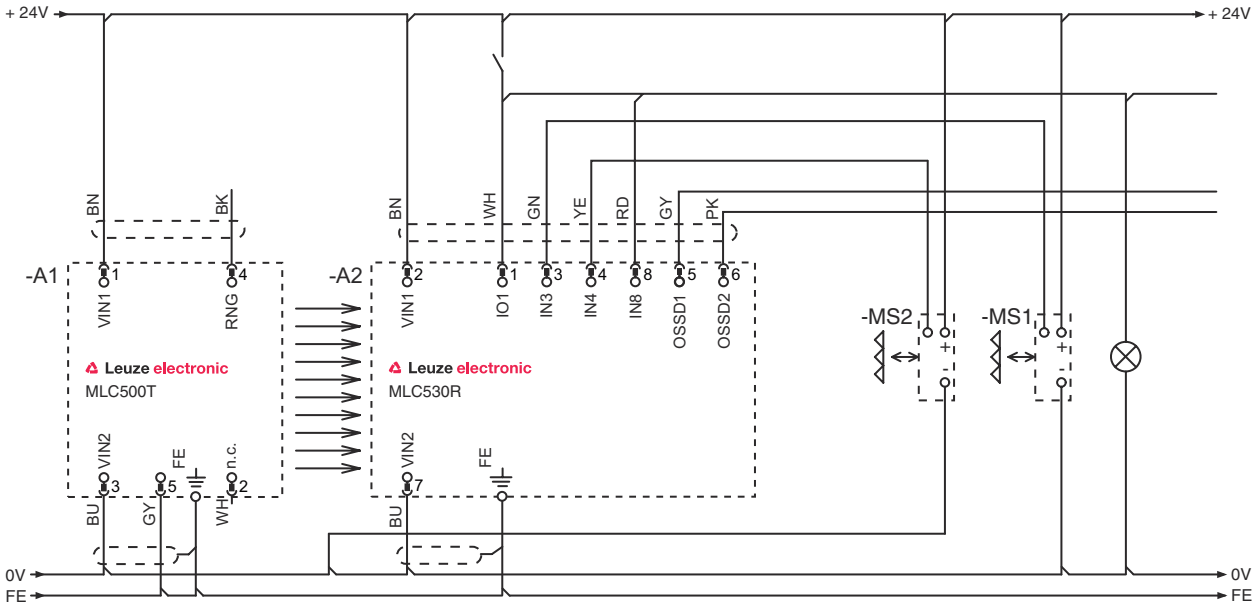 + 24V
+ 24V
BN
BK
BN
WH
GN
YE
RD
GY
PK
-A1
1
4
-A2
2
1
3
4
8
5
6
VIN1
RNG
VIN1
IO1
IN3
IN4
IN8
OSSD1
OSSD2
-MS2
-MS1
+
+
-
-
Leuze electronic
MLC500T
Leuze electronic
MLC530R
VIN2
FE
n.c.
VIN2
FE
3
5
2
7
BU
GY
WH
BU
0V
0V
FE
FE